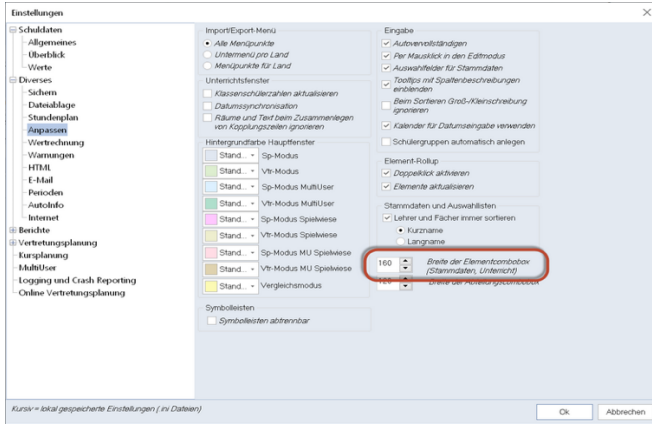 Einstellungen
Schuldaten
Allgemeines
Überblick
Werte
Diverses
Sichern
Dateiablage
Stundenplan
Anpassen
Wertrechnung
Warnungen
HTML
E-Mail
Perioden
AutoInfo
Internet
Berichte
Vertretungsplanung
Kursplanung
MultiUser
Logging und Crash Reporting
Online Vertretungsplanung
Import/Export-Menü
Alle Menüpunkte
Untermenü pro Land
Menüpunkte für Land
Unterrichtsfenster
Klassenschülerzahlen aktualisieren
Datumssynchronisation
Räume und Text beim Zusammenlegen
von Kopplungszeilen ignorieren
Hintergrundfarbe Hauptfenster
Stand... Sp-Modus
Stand... Vtr-Modus
Stand... Sp-Modus MultiUser
Stand... Vtr-Modus MultiUser
Stand... Sp-Modus Spielwiese
Stand... Vtr-Modus Spielwiese
Stand... Sp-Modus MU Spielwiese
Stand... Vtr-Modus MU Spielwiese
Stand... Vergleichsmodus
Symbolleisten
Symbolleisten abtrennbar
Eingabe
Autovervollständigen
Per Mausklick in den Editmodus
Auswahlfelder für Stammdaten
Tooltips mit Spaltenbeschreibungen
einblenden
Beim Sortieren Groß-/Kleinschreibung
ignorieren
Kalender für Datumseingabe verwenden
Schülergruppen automatisch anlegen
Element-Rollup
Doppelklick aktivieren
Elemente aktualisieren
Stammdaten und Auswahllisten
Lehrer und Fächer immer sortieren
Kurzname
Langname
160 Breite der Elementcombobox
(Stammdaten, Unterricht)
120 Breite der Abteilungscombobox
Kursiv = lokal gespeicherte Einstellungen (.ini Dateien)
Ok Abbrechen